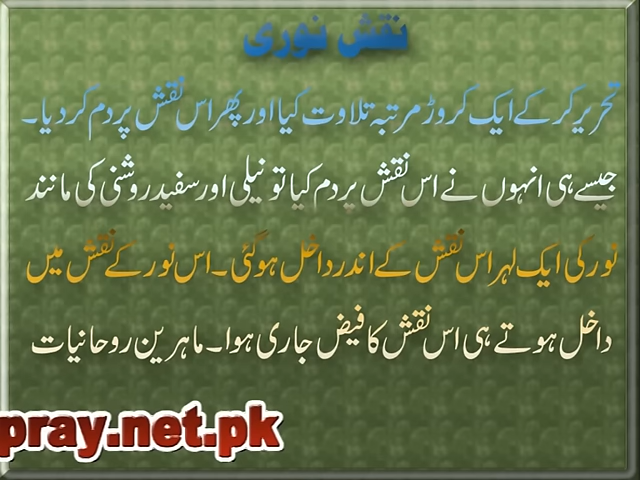 نقش نوری
تحریر کر کے ایک کروڑ مرتبہ تلاوت کیا اور پھر اس نقش پر دم کر دیا۔
جیسے ہی انہوں نے اس نقش پر دم کیا تو نیلی اور سفید روشنی کی مانند
نور کی ایک لہر اس نقش کے اندر داخل ہو گئی۔ اس نور کے نقش میں
داخل ہوتے ہی اس نقش کا فیض جاری ہوا۔ ماہرین روحانیات
pray.net.pk